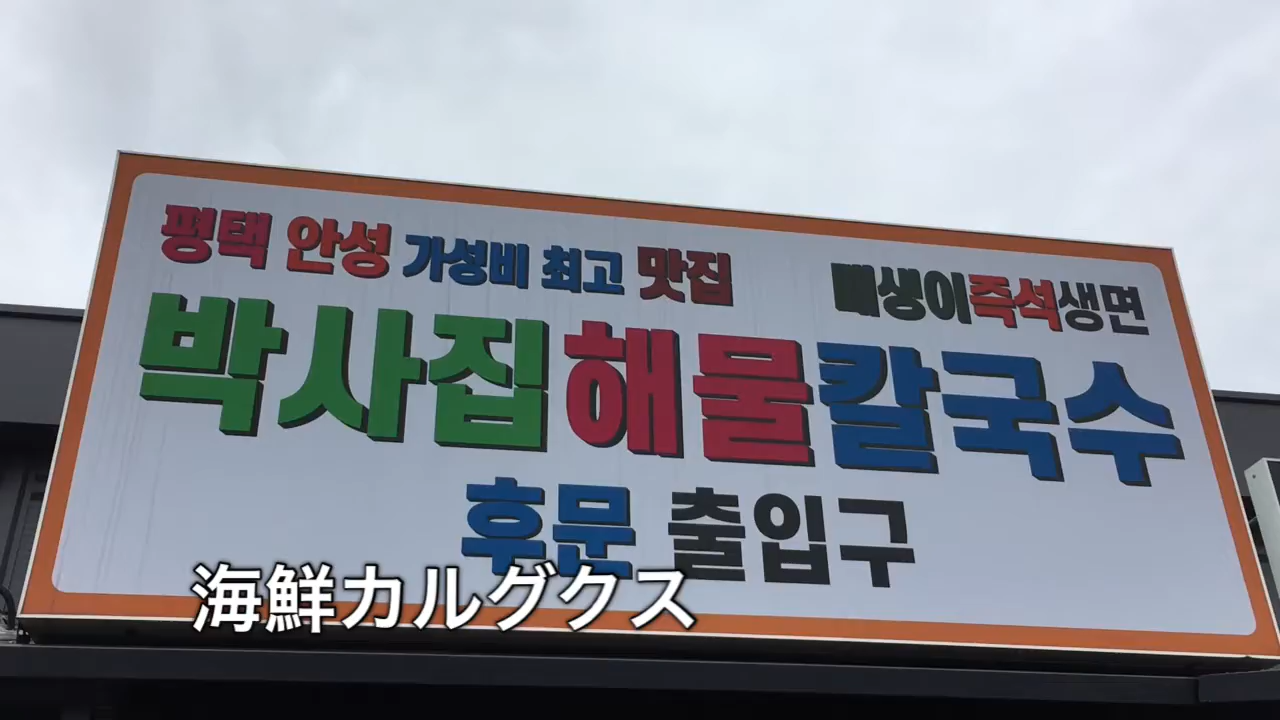 평택 안성 가성비 최고 맛집
매생이즉석생면
박사집해물칼국수
후문 출입구
海鮮カルグクス